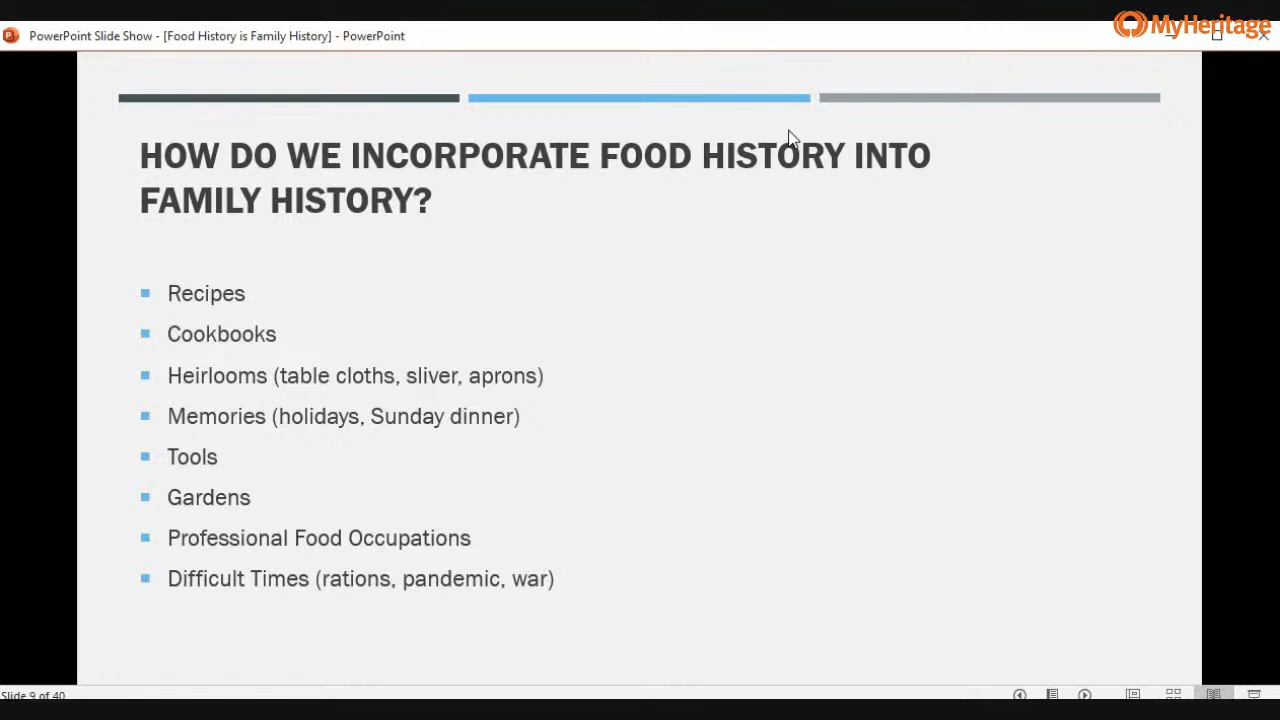 MyHeritage
PowerPoint Slide Show - [Food History is Family History] - PowerPoint
HOW DO WE INCORPORATE FOOD HISTORY INTO
FAMILY HISTORY?
Recipes
Cookbooks
Heirlooms (table cloths, sliver, aprons)
Memories (holidays, Sunday dinner)
Tools
Gardens
Professional Food Occupations
Difficult Times (rations, pandemic, war)
Slide 9 of 40